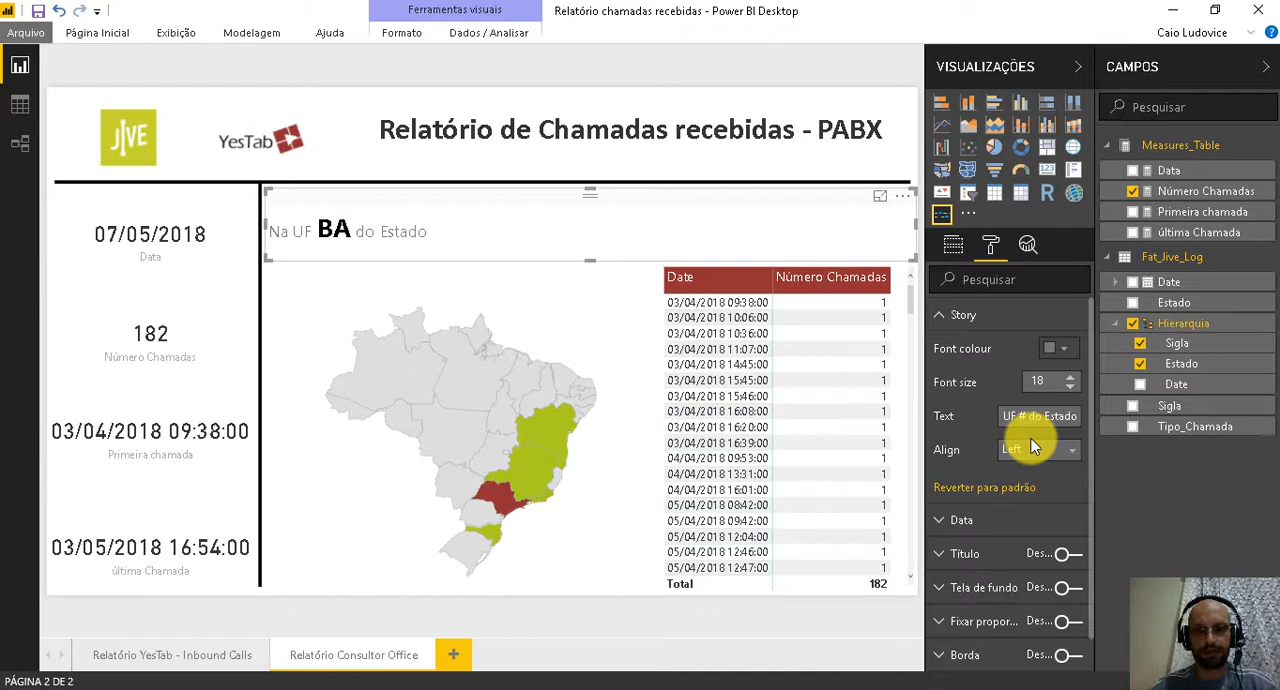 Ferramentas visuais
Relatório chamadas recebidas - Power BI Desktop
Arquivo
Página Inicial
Exibição
Modelagem
Ajuda
Formato
Dados / Analisar
Caio Ludovice
JIVE
YesTab
Relatório de Chamadas recebidas - PABX
07/05/2018
Data
182
Número Chamadas
03/04/2018 09:38:00
Primeira chamada
03/05/2018 16:54:00
última Chamada
Na UF BA do Estado
Date Número Chamadas
03/04/2018 09:38:00 1
03/04/2018 10:06:00 1
03/04/2018 10:36:00 1
03/04/2018 11:07:00 1
03/04/2018 14:45:00 1
03/04/2018 15:45:00 1
03/04/2018 15:46:00 1
03/04/2018 16:08:00 1
03/04/2018 16:20:00 1
03/04/2018 16:39:00 1
04/04/2018 09:53:00 1
04/04/2018 13:31:00 1
04/04/2018 16:01:00 1
05/04/2018 08:42:00 1
05/04/2018 09:42:00 1
05/04/2018 12:04:00 1
05/04/2018 12:46:00 1
05/04/2018 12:47:00 1
Total 182
VISUALIZAÇÕES
123
R
Pesquisar
Story
Font colour
Font size 18
Text UF # do Estado
Align Left
Reverter para padrão
Data
Título Des...
Tela de fundo Des...
Fixar propor... Des...
Borda Des...
CAMPOS
Pesquisar
Measures_Table
Data
Número Chamadas
Primeira chamada
última Chamada
Fat_Jive_Log
Date
Estado
Hierarquia
Sigla
Estado
Date
Sigla
Tipo_Chamada
Relatório YesTab - Inbound Calls
Relatório Consultor Office
+
PÁGINA 2 DE 2